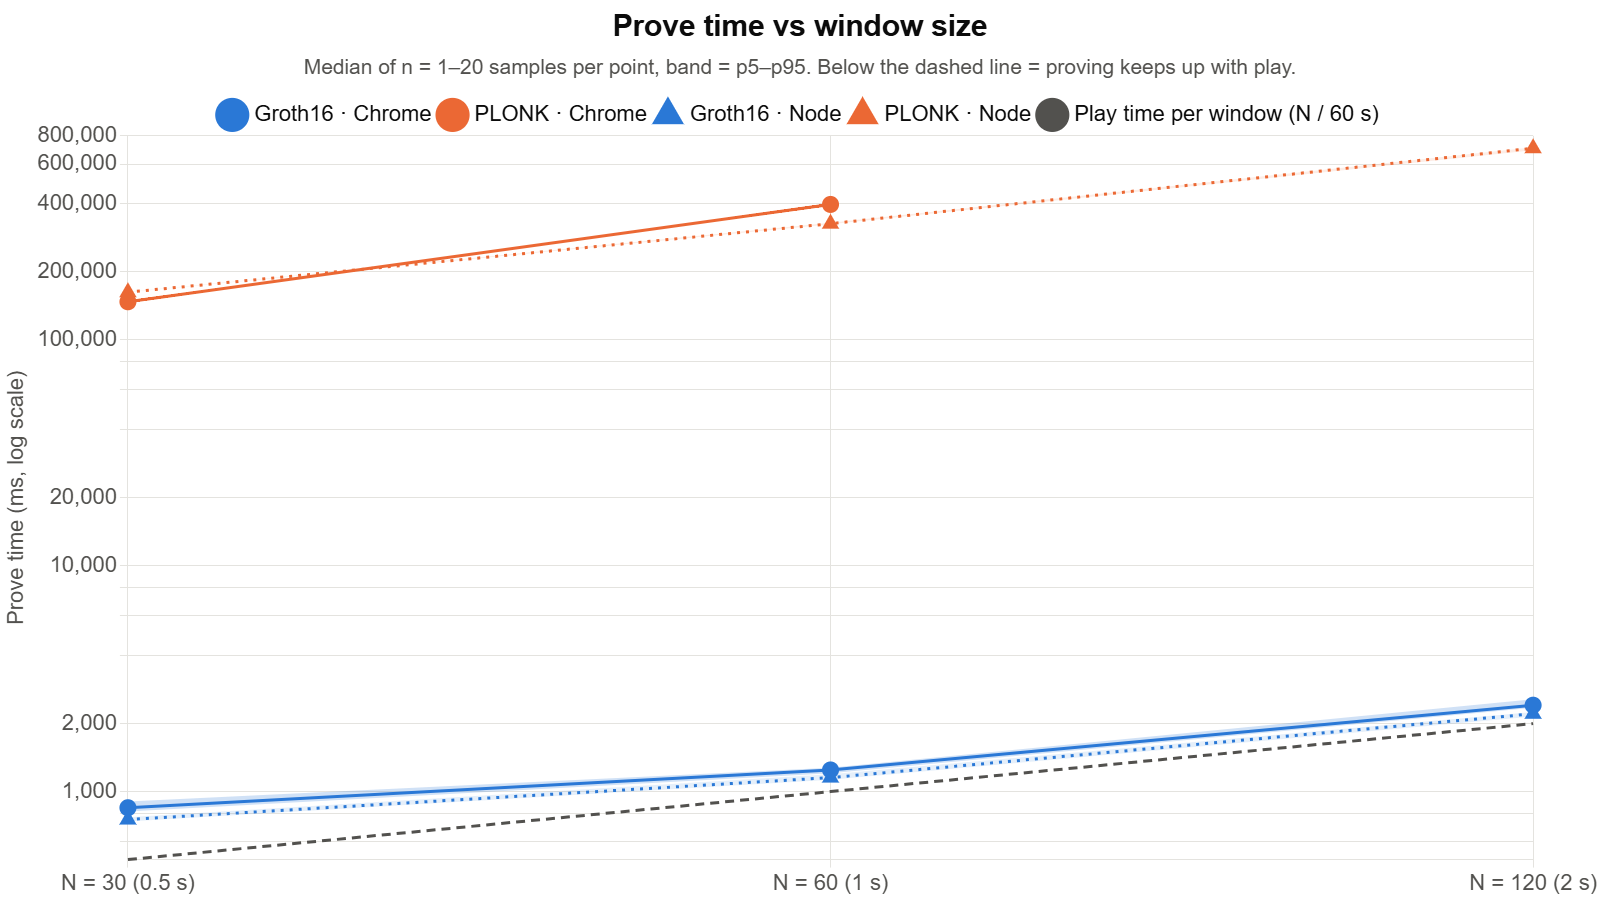 Prove time vs window size
Median of n = 1–20 samples per point, band = p5–p95. Below the dashed line = proving keeps up with play.
Groth16 · Chrome PLONK · Chrome Groth16 · Node PLONK · Node Play time per window (N / 60 s)
800,000
600,000
400,000
200,000
100,000
20,000
10,000
2,000
1,000
Prove time (ms, log scale)
N = 30 (0.5 s) N = 60 (1 s) N = 120 (2 s)